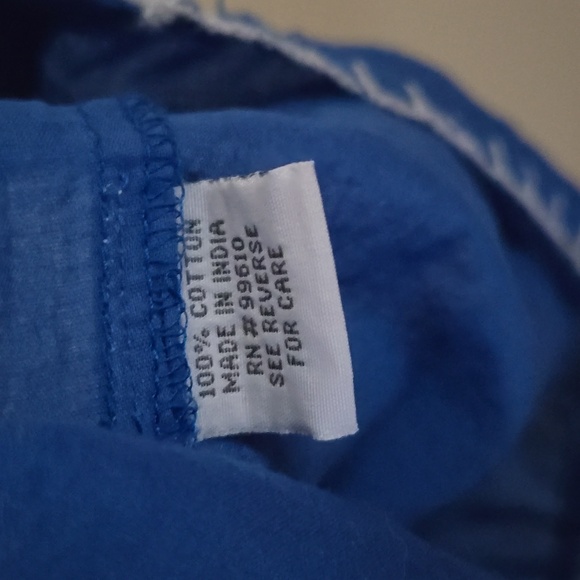 100% COTTON
MADE IN INDIA
RN # 99610
SEE REVERSE
FOR CARE